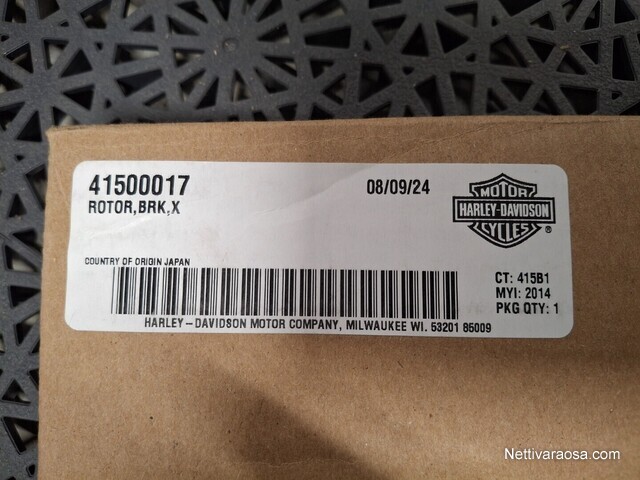 41500017
08/09/24
ROTOR,BRK,X
MOTOR
HARLEY-DAVIDSON
CYCLES
®
COUNTRY OF ORIGIN JAPAN
CT: 415B1
MYI: 2014
PKG QTY: 1
HARLEY-DAVIDSON MOTOR COMPANY, MILWAUKEE WI. 53201 85009
Nettivaraosa.com